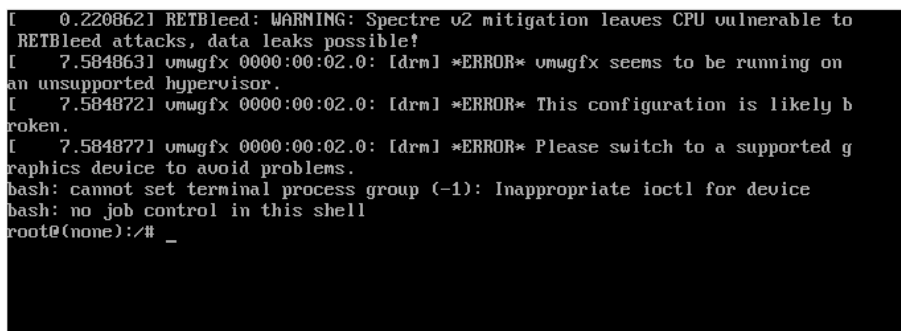 [    0.220862] RETBleed: WARNING: Spectre v2 mitigation leaves CPU vulnerable to
 RETBleed attacks, data leaks possible!
[    7.584863] vmwgfx 0000:00:02.0: [drm] *ERROR* vmwgfx seems to be running on
an unsupported hypervisor.
[    7.584872] vmwgfx 0000:00:02.0: [drm] *ERROR* This configuration is likely b
roken.
[    7.584877] vmwgfx 0000:00:02.0: [drm] *ERROR* Please switch to a supported g
raphics device to avoid problems.
bash: cannot set terminal process group (-1): Inappropriate ioctl for device
bash: no job control in this shell
root@(none):/# _